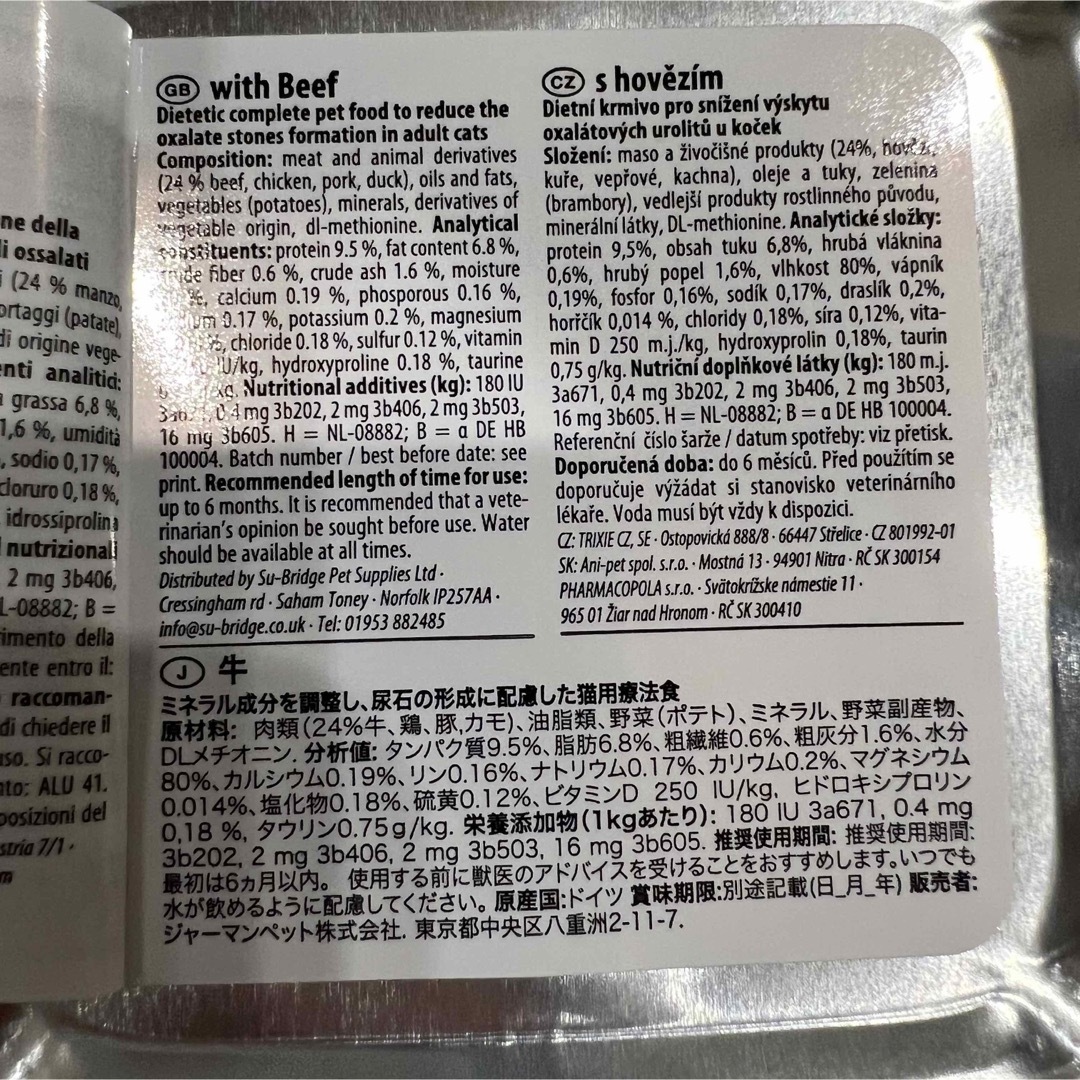 ne della
li ossalati
i (24 % manzo,
ortaggi (patate),
di origine vege-
enti analitici:
a grassa 6,8 %,
1,6 %, umidità
, sodio 0,17 %,
cloruro 0,18 %,
idrossiprolina
l nutrizionali
2 mg 3b406,
L-08882; B =
rimento della
ente entro il:
raccoman-
di chiedere il
uso. Si racco-
ato: ALU 41.
posizioni del
stria 7/1 ·
GB with Beef
Dietetic complete pet food to reduce the
oxalate stones formation in adult cats
Composition: meat and animal derivatives
(24 % beef, chicken, pork, duck), oils and fats,
vegetables (potatoes), minerals, derivatives of
vegetable origin, dl-methionine. Analytical
constituents: protein 9.5 %, fat content 6.8 %,
crude fiber 0.6 %, crude ash 1.6 %, moisture
%, calcium 0.19 %, phosporous 0.16 %,
0.17 %, potassium 0.2 %, magnesium
%, chloride 0.18 %, sulfur 0.12 %, vitamin
IU/kg, hydroxyproline 0.18 %, taurine
kg. Nutritional additives (kg): 180 IU
0.4 mg 3b202, 2 mg 3b406, 2 mg 3b503,
16 mg 3b605. H = NL-08882; B = α DE HB
100004. Batch number / best before date: see
print. Recommended length of time for use:
up to 6 months. It is recommended that a vete-
rinarian's opinion be sought before use. Water
should be available at all times.
Distributed by Su-Bridge Pet Supplies Ltd ·
Cressingham rd · Saham Toney · Norfolk IP257AA ·
info@su-bridge.co.uk · Tel: 01953 882485
CZ s hovězím
Dietní krmivo pro snížení výskytu
oxalátových urolitů u koček
Složení: maso a živočišné produkty (24%, hovězí,
kuře, vepřové, kachna), oleje a tuky, zelenina
(brambory), vedlejší produkty rostlinného původu,
minerální látky, DL-methionine. Analytické složky:
protein 9,5%, obsah tuku 6,8%, hrubá vláknina
0,6%, hrubý popel 1,6%, vlhkost 80%, vápník
0,19%, fosfor 0,16%, sodík 0,17%, draslík 0,2%,
horřčík 0,014 %, chloridy 0,18%, síra 0,12%, vita-
min D 250 m.j./kg, hydroxyprolin 0,18%, taurin
0,75 g/kg. Nutriční doplňkové látky (kg): 180 m.j.
3a671, 0,4 mg 3b202, 2 mg 3b406, 2 mg 3b503,
16 mg 3b605. H = NL-08882; B = α DE HB 100004.
Referenční číslo šarže / datum spotřeby: viz přetisk.
Doporučená doba: do 6 měsíců. Před použítím se
doporučuje výžádat si stanovisko veterinárního
lékaře. Voda musí být vždy k dispozici.
CZ: TRIXIE CZ, SE · Ostopovická 888/8 · 66447 Střelice · CZ 801992-01
SK: Ani-pet spol. s.r.o. · Mostná 13 · 94901 Nitra · RČ SK 300154
PHARMACOPOLA s.r.o. · Svätokrížske námestie 11 ·
965 01 Žiar nad Hronom · RČ SK 300410
J 牛
ミネラル成分を調整し、尿石の形成に配慮した猫用療法食
原材料: 肉類(24%牛、鶏、豚,カモ)、油脂類、野菜(ポテト)、ミネラル、野菜副産物、
DLメチオニン. 分析値: タンパク質9.5%、脂肪6.8%、粗繊維0.6%、粗灰分1.6%、水分
80%、カルシウム0.19%、リン0.16%、ナトリウム0.17%、カリウム0.2%、マグネシウム
0.014%、塩化物0.18%、硫黄0.12%、ビタミンD 250 IU/kg, ヒドロキシプロリン
0,18 %, タウリン0.75g/kg. 栄養添加物(1kgあたり): 180 IU 3a671, 0.4 mg
3b202, 2 mg 3b406, 2 mg 3b503, 16 mg 3b605. 推奨使用期間: 推奨使用期間:
最初は6ヵ月以内。 使用する前に獣医のアドバイスを受けることをおすすめします。いつでも
水が飲めるように配慮してください。 原産国:ドイツ 賞味期限:別途記載(日_月_年) 販売者:
ジャーマンペット株式会社. 東京都中央区八重洲2-11-7.